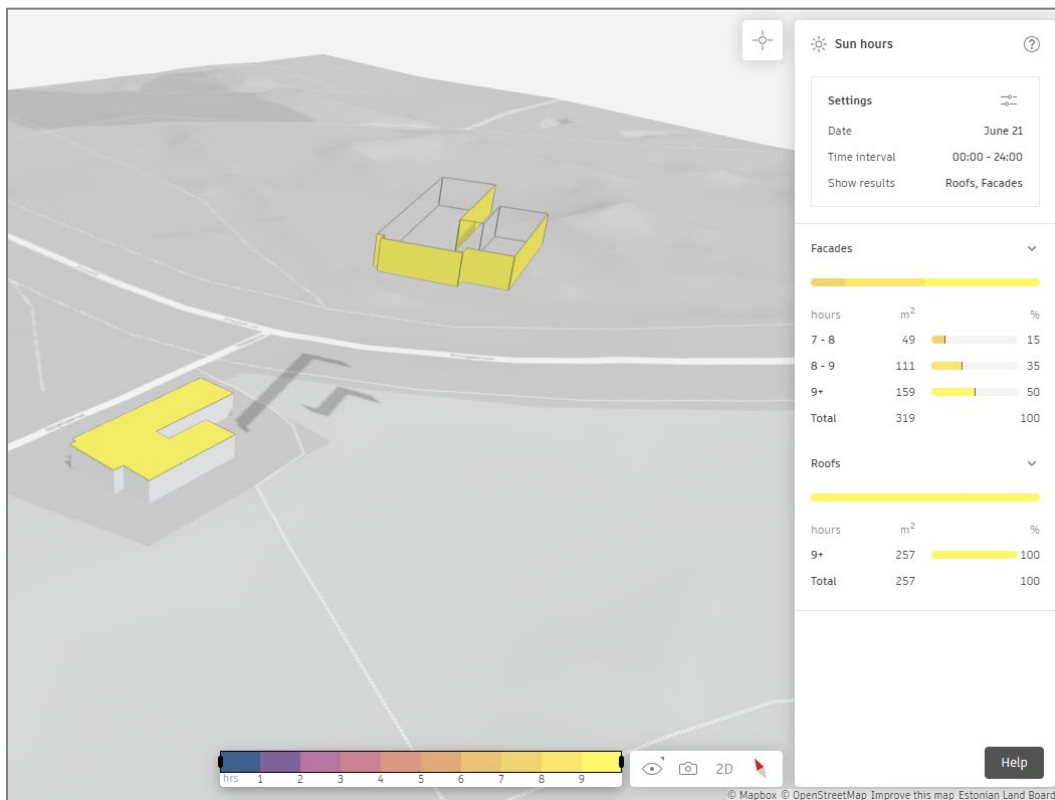 Sun hours
Settings
Date June 21
Time interval 00:00 - 24:00
Show results Roofs, Facades
Facades
hours m² %
7 - 8 49 15
8 - 9 111 35
9+ 159 50
Total 319 100
Roofs
hours m² %
9+ 257 100
Total 257 100
hrs 1 2 3 4 5 6 7 8 9
2D
Help
© Mapbox © OpenStreetMap Improve this map Estonian Land Board